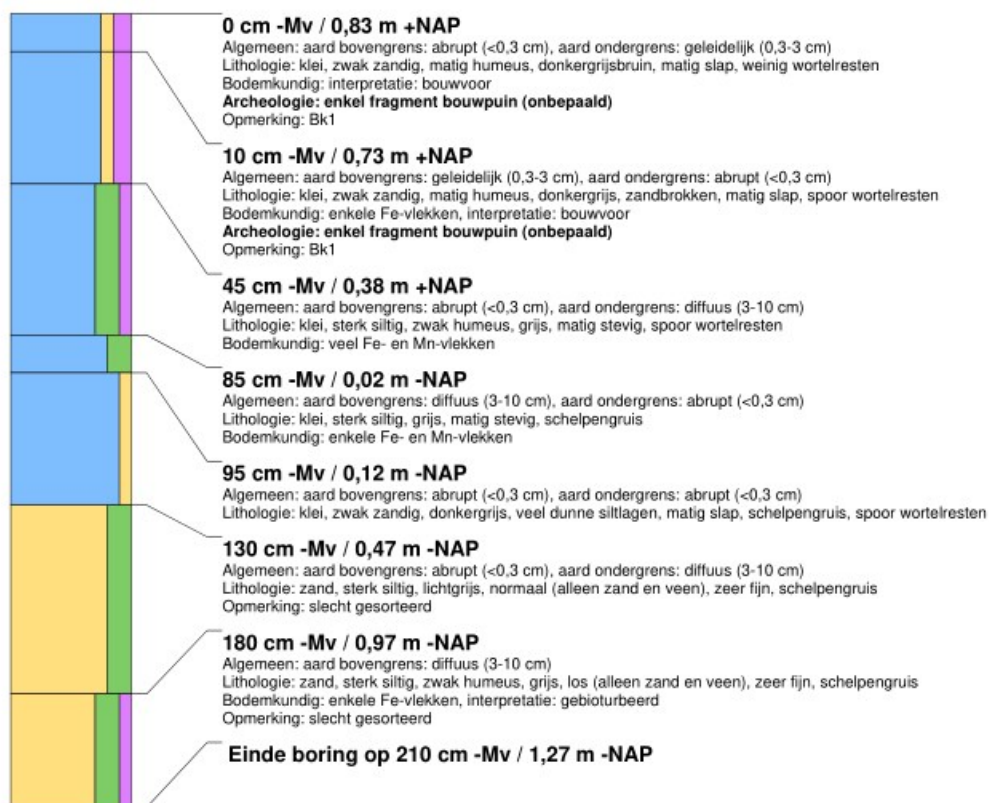 0 cm -Mv / 0,83 m +NAP
Algemeen: aard bovengrens: abrupt (<0,3 cm), aard ondergrens: geleidelijk (0,3-3 cm)
Lithologie: klei, zwak zandig, matig humeus, donkergrijsbruin, matig slap, weinig wortelresten
Bodemkundig: interpretatie: bouwvoor
Archeologie: enkel fragment bouwpuin (onbepaald)
Opmerking: Bk1
10 cm -Mv / 0,73 m +NAP
Algemeen: aard bovengrens: geleidelijk (0,3-3 cm), aard ondergrens: abrupt (<0,3 cm)
Lithologie: klei, zwak zandig, matig humeus, donkergrijs, zandbrokken, matig slap, spoor wortelresten
Bodemkundig: enkele Fe-vlekken, interpretatie: bouwvoor
Archeologie: enkel fragment bouwpuin (onbepaald)
Opmerking: Bk1
45 cm -Mv / 0,38 m +NAP
Algemeen: aard bovengrens: abrupt (<0,3 cm), aard ondergrens: diffuus (3-10 cm)
Lithologie: klei, sterk siltig, zwak humeus, grijs, matig stevig, spoor wortelresten
Bodemkundig: veel Fe- en Mn-vlekken
85 cm -Mv / 0,02 m -NAP
Algemeen: aard bovengrens: diffuus (3-10 cm), aard ondergrens: abrupt (<0,3 cm)
Lithologie: klei, sterk siltig, grijs, matig stevig, schelpengruis
Bodemkundig: enkele Fe- en Mn-vlekken
95 cm -Mv / 0,12 m -NAP
Algemeen: aard bovengrens: abrupt (<0,3 cm), aard ondergrens: abrupt (<0,3 cm)
Lithologie: klei, zwak zandig, donkergrijs, veel dunne siltlagen, matig slap, schelpengruis, spoor wortelresten
130 cm -Mv / 0,47 m -NAP
Algemeen: aard bovengrens: abrupt (<0,3 cm), aard ondergrens: diffuus (3-10 cm)
Lithologie: zand, sterk siltig, lichtgrijs, normaal (alleen zand en veen), zeer fijn, schelpengruis
Opmerking: slecht gesorteerd
180 cm -Mv / 0,97 m -NAP
Algemeen: aard bovengrens: diffuus (3-10 cm)
Lithologie: zand, sterk siltig, zwak humeus, grijs, los (alleen zand en veen), zeer fijn, schelpengruis
Bodemkundig: enkele Fe-vlekken, interpretatie: gebioturbeerd
Opmerking: slecht gesorteerd
Einde boring op 210 cm -Mv / 1,27 m -NAP